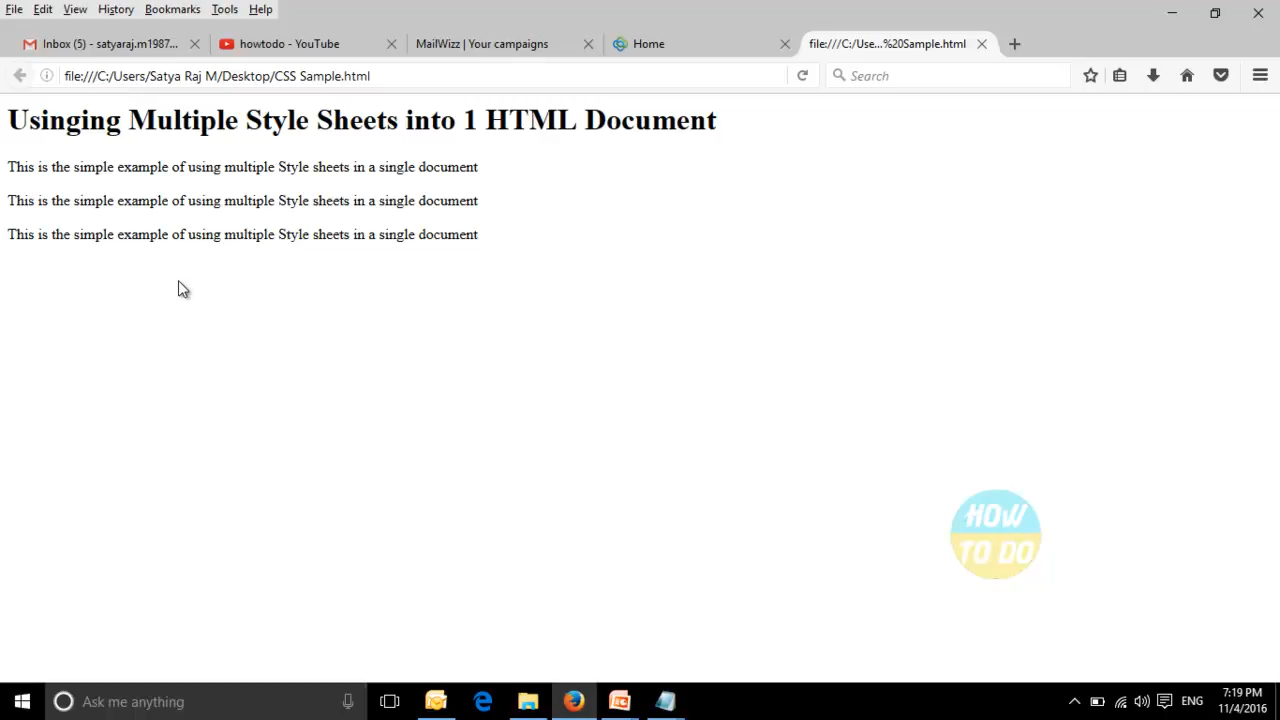 File Edit View History Bookmarks Tools Help
Inbox (5) - satyaraj.m1987... howtodo - YouTube MailWizz | Your campaigns Home file:///C:/Use...%20Sample.html
file:///C:/Users/Satya Raj M/Desktop/CSS Sample.html Search
Usinging Multiple Style Sheets into 1 HTML Document
This is the simple example of using multiple Style sheets in a single document
This is the simple example of using multiple Style sheets in a single document
This is the simple example of using multiple Style sheets in a single document
HOW
TO DO
Ask me anything ENG 7:19 PM
11/4/2016